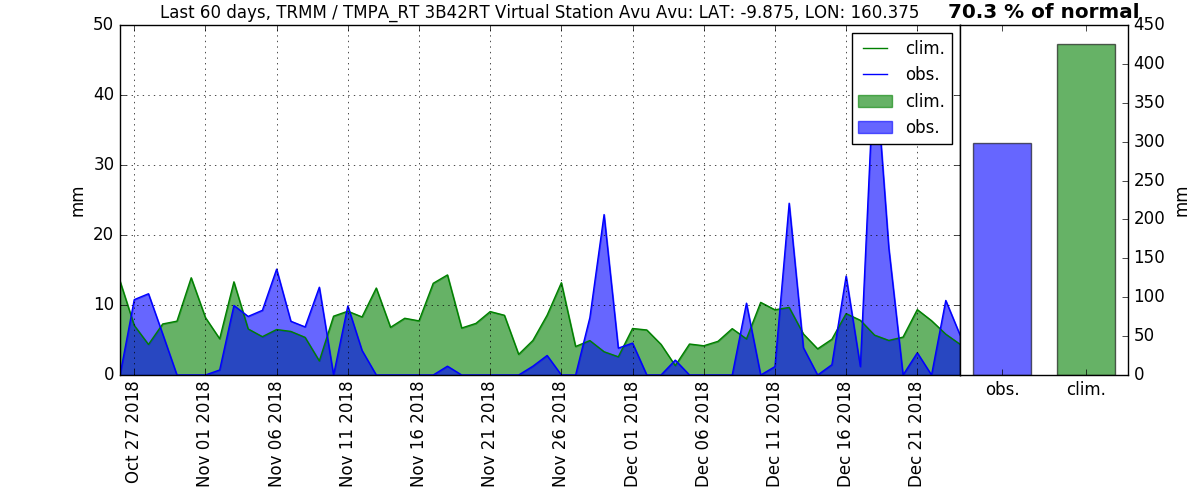 Last 60 days, TRMM / TMPA_RT 3B42RT Virtual Station Avu Avu: LAT: -9.875, LON: 160.375
70.3 % of normal
50
40
30
20
10
0
mm
clim.
obs.
clim.
obs.
450
400
350
300
250
200
150
100
50
0
mm
obs.
clim.
Oct 27 2018
Nov 01 2018
Nov 06 2018
Nov 11 2018
Nov 16 2018
Nov 21 2018
Nov 26 2018
Dec 01 2018
Dec 06 2018
Dec 11 2018
Dec 16 2018
Dec 21 2018